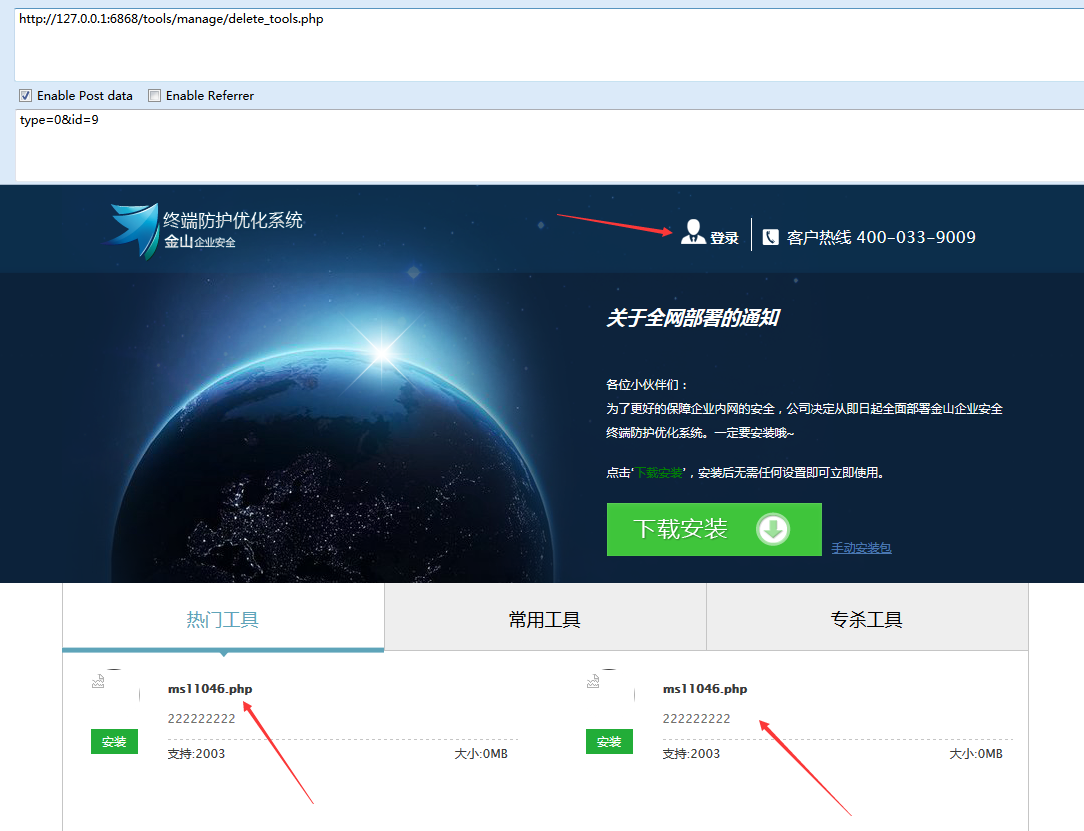 http://127.0.0.1:6868/tools/manage/delete_tools.php
Enable Post data Enable Referrer
type=0&id=9
终端防护优化系统
金山企业安全
登录 客户热线 400-033-9009
关于全网部署的通知
各位小伙伴们：
为了更好的保障企业内网的安全，公司决定从即日起全面部署金山企业安全
终端防护优化系统。一定要安装哦~
点击‘下载安装’，安装后无需任何设置即可立即使用。
下载安装 手动安装包
热门工具 常用工具 专杀工具
ms11046.php
222222222
安装
支持:2003 大小:0MB
ms11046.php
222222222
安装
支持:2003 大小:0MB